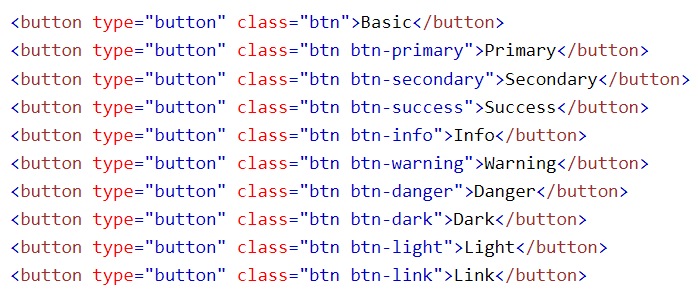 <button type="button" class="btn">Basic</button>
<button type="button" class="btn btn-primary">Primary</button>
<button type="button" class="btn btn-secondary">Secondary</button>
<button type="button" class="btn btn-success">Success</button>
<button type="button" class="btn btn-info">Info</button>
<button type="button" class="btn btn-warning">Warning</button>
<button type="button" class="btn btn-danger">Danger</button>
<button type="button" class="btn btn-dark">Dark</button>
<button type="button" class="btn btn-light">Light</button>
<button type="button" class="btn btn-link">Link</button>